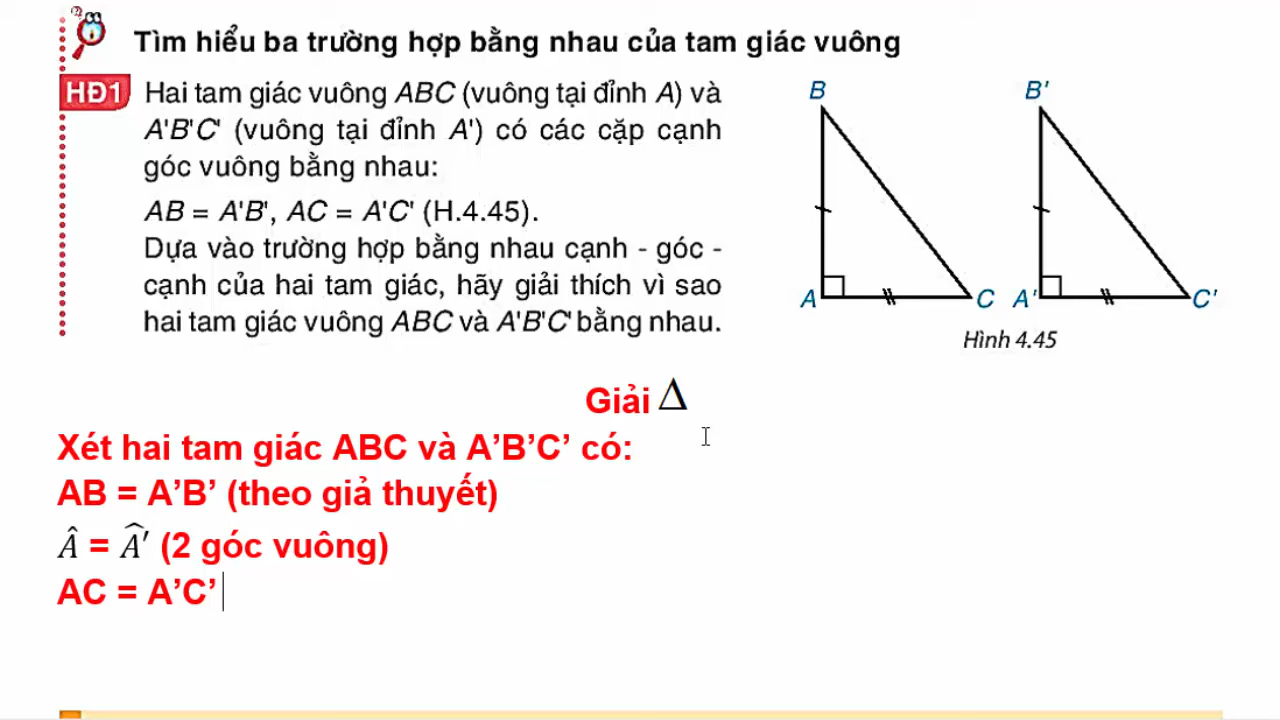 Tìm hiểu ba trường hợp bằng nhau của tam giác vuông
HĐ1 Hai tam giác vuông ABC (vuông tại đỉnh A) và
A'B'C' (vuông tại đỉnh A') có các cặp cạnh
góc vuông bằng nhau:
AB = A'B', AC = A'C' (H.4.45).
Dựa vào trường hợp bằng nhau cạnh - góc -
cạnh của hai tam giác, hãy giải thích vì sao
hai tam giác vuông ABC và A'B'C' bằng nhau.
B B'
A C A' C'
Hình 4.45
Giải Δ
Xét hai tam giác ABC và A’B’C’ có:
AB = A’B’ (theo giả thuyết)
Â = Â′ (2 góc vuông)
AC = A’C’